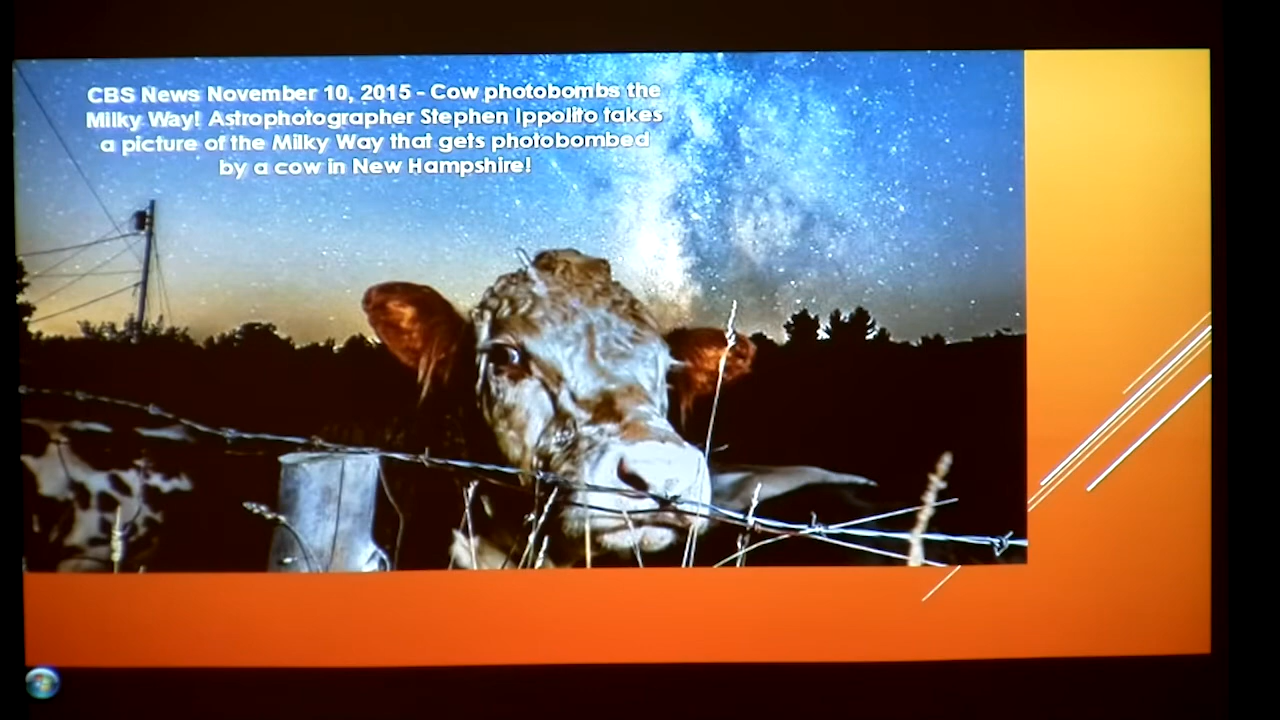 CBS News November 10, 2015 - Cow photobombs the
Milky Way! Astrophotographer Stephen Ippolito takes
a picture of the Milky Way that gets photobombed
by a cow in New Hampshire!